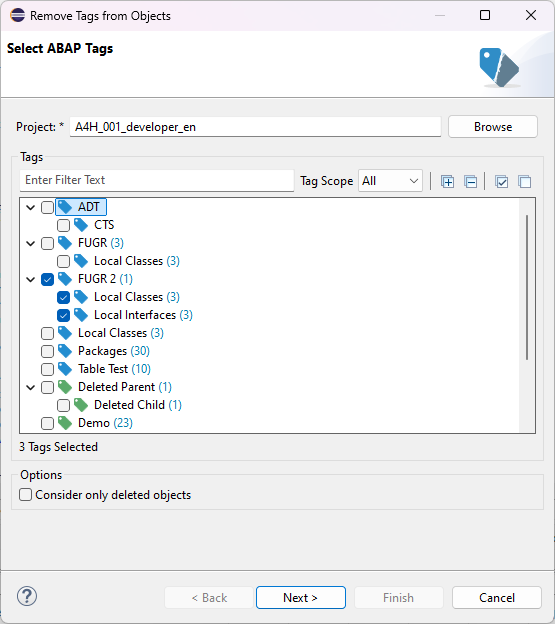 Remove Tags from Objects
Select ABAP Tags
Project: * A4H_001_developer_en Browse
Tags
Enter Filter Text Tag Scope All
ADT
CTS
FUGR (3)
Local Classes (3)
FUGR 2 (1)
Local Classes (3)
Local Interfaces (3)
Local Classes (3)
Packages (30)
Table Test (10)
Deleted Parent (1)
Deleted Child (1)
Demo (23)
3 Tags Selected
Options
Consider only deleted objects
? < Back Next > Finish Cancel